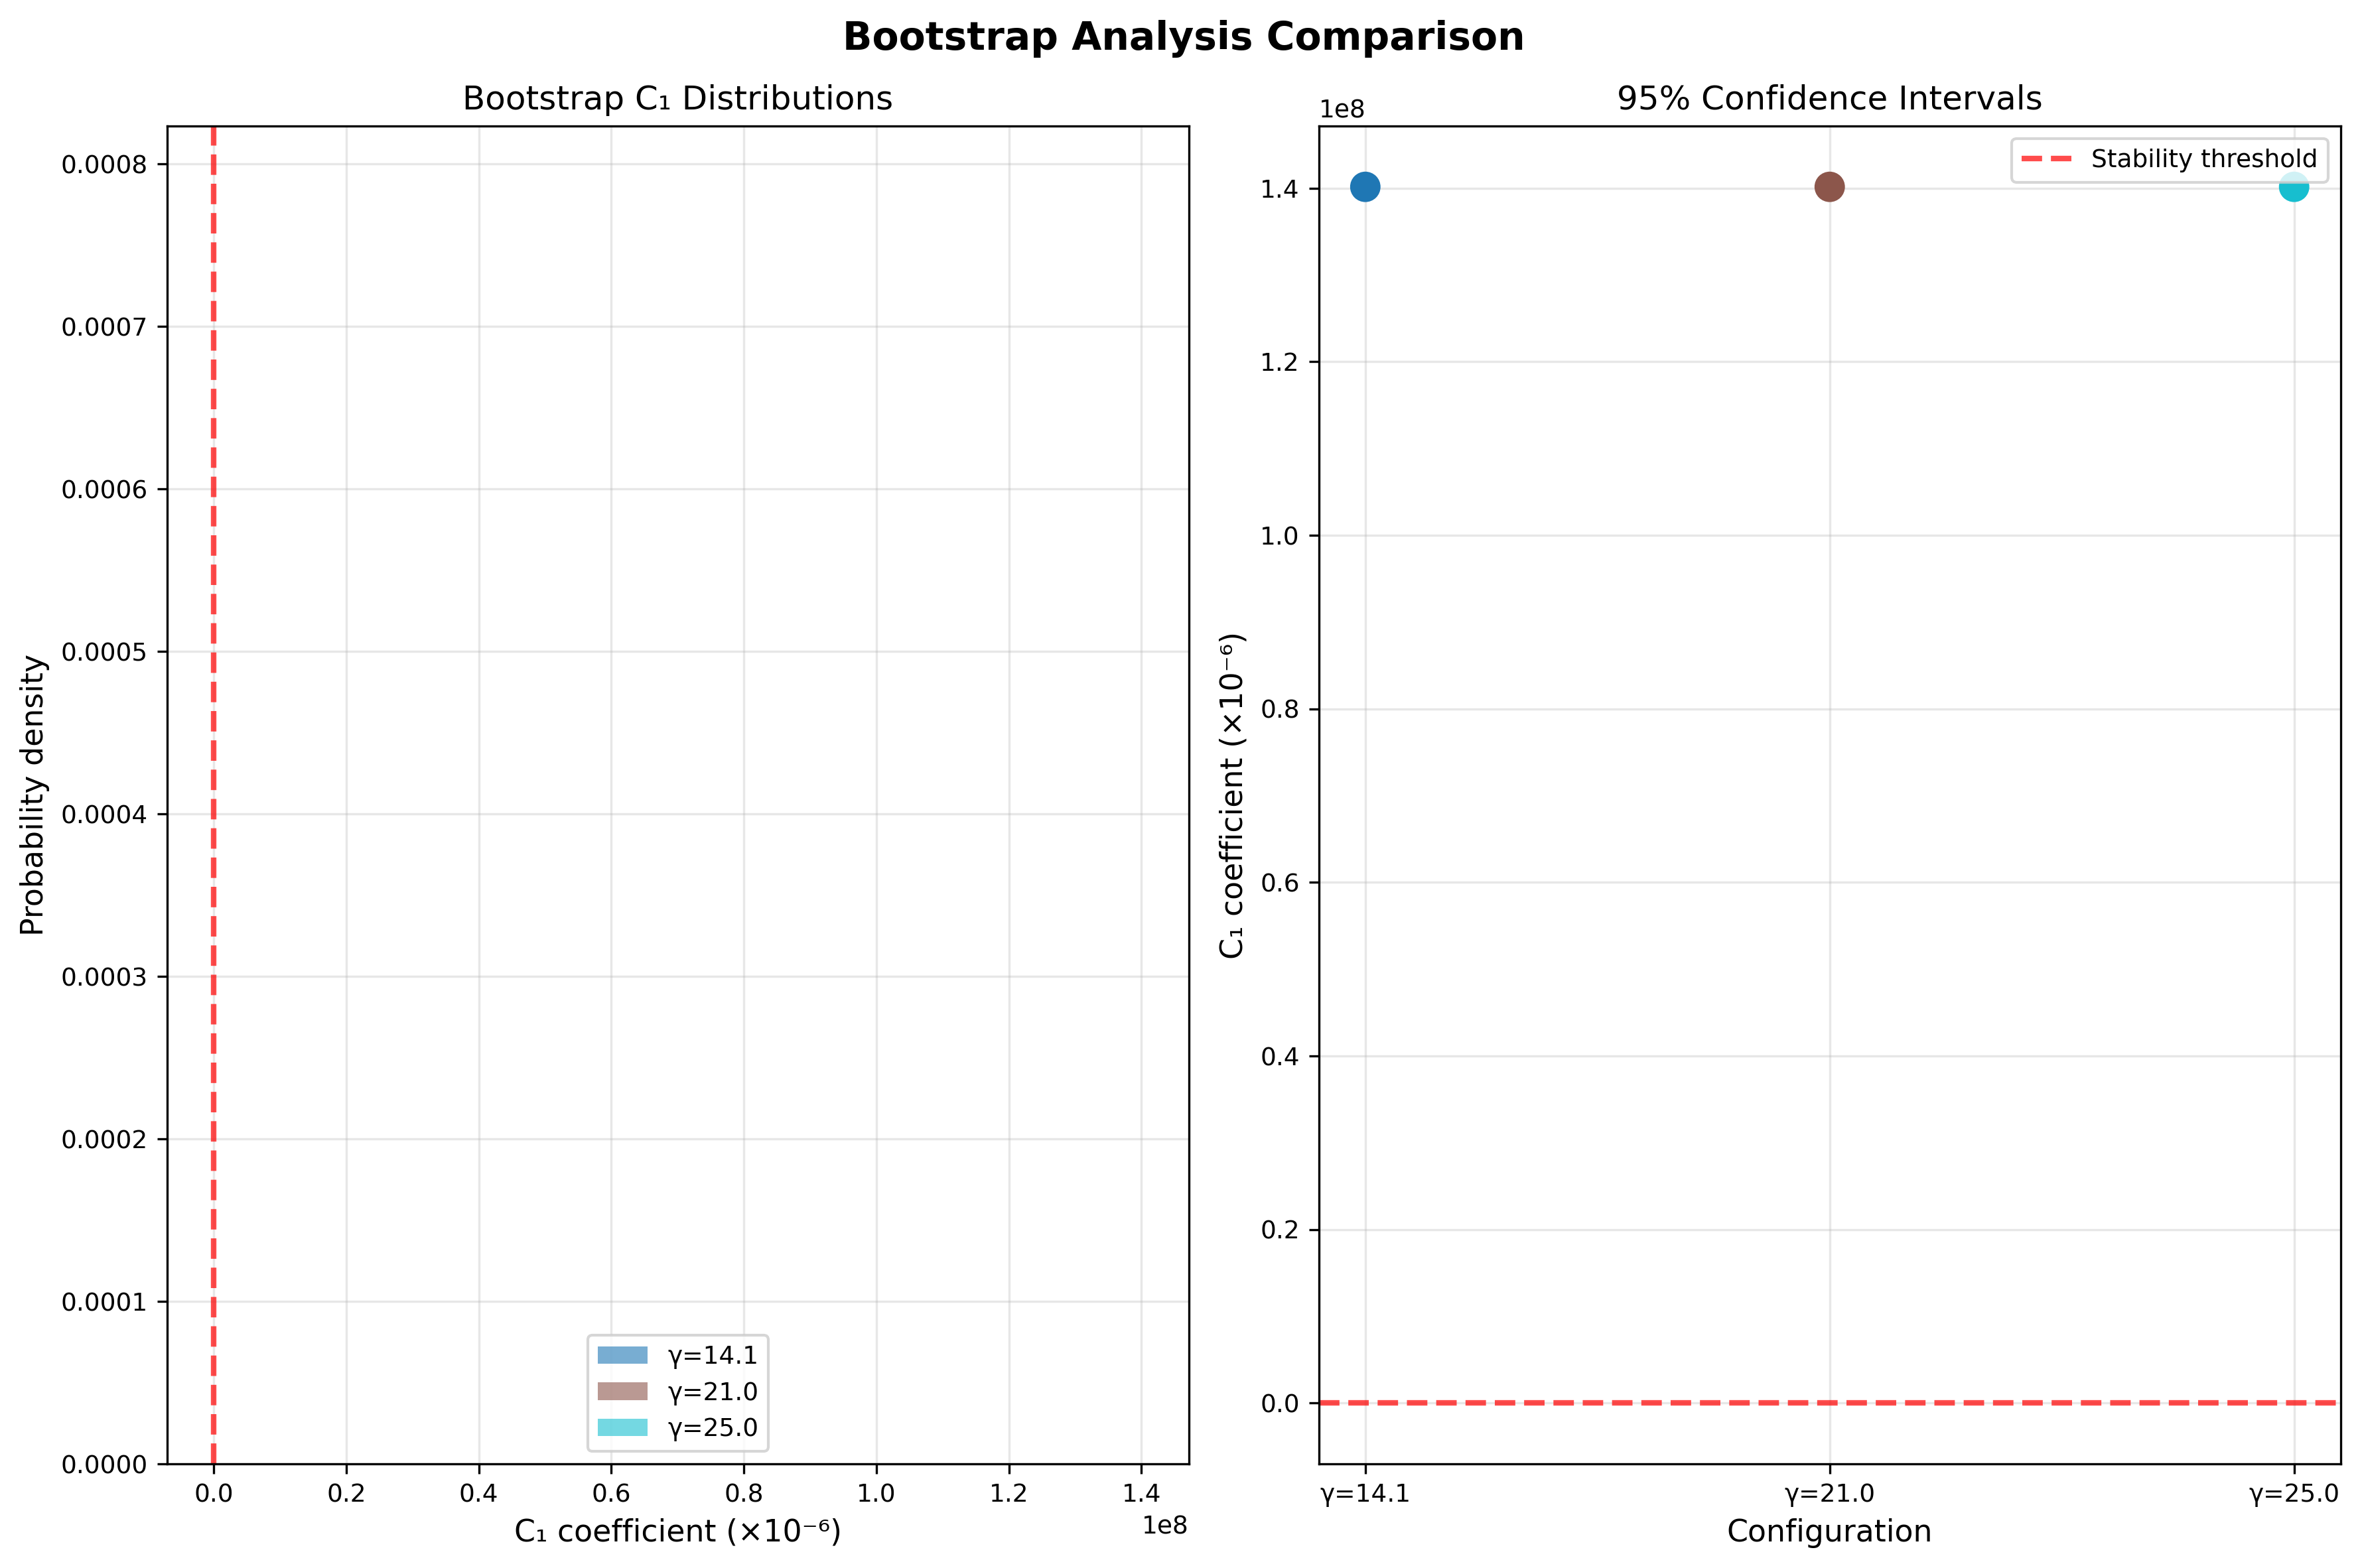 Bootstrap Analysis Comparison
Bootstrap C₁ Distributions
Probability density
0.0008
0.0007
0.0006
0.0005
0.0004
0.0003
0.0002
0.0001
0.0000
γ=14.1
γ=21.0
γ=25.0
0.0 0.2 0.4 0.6 0.8 1.0 1.2 1.4
1e8
C₁ coefficient (×10⁻⁶)
95% Confidence Intervals
1e8
Stability threshold
C₁ coefficient (×10⁻⁶)
1.4
1.2
1.0
0.8
0.6
0.4
0.2
0.0
γ=14.1 γ=21.0 γ=25.0
Configuration